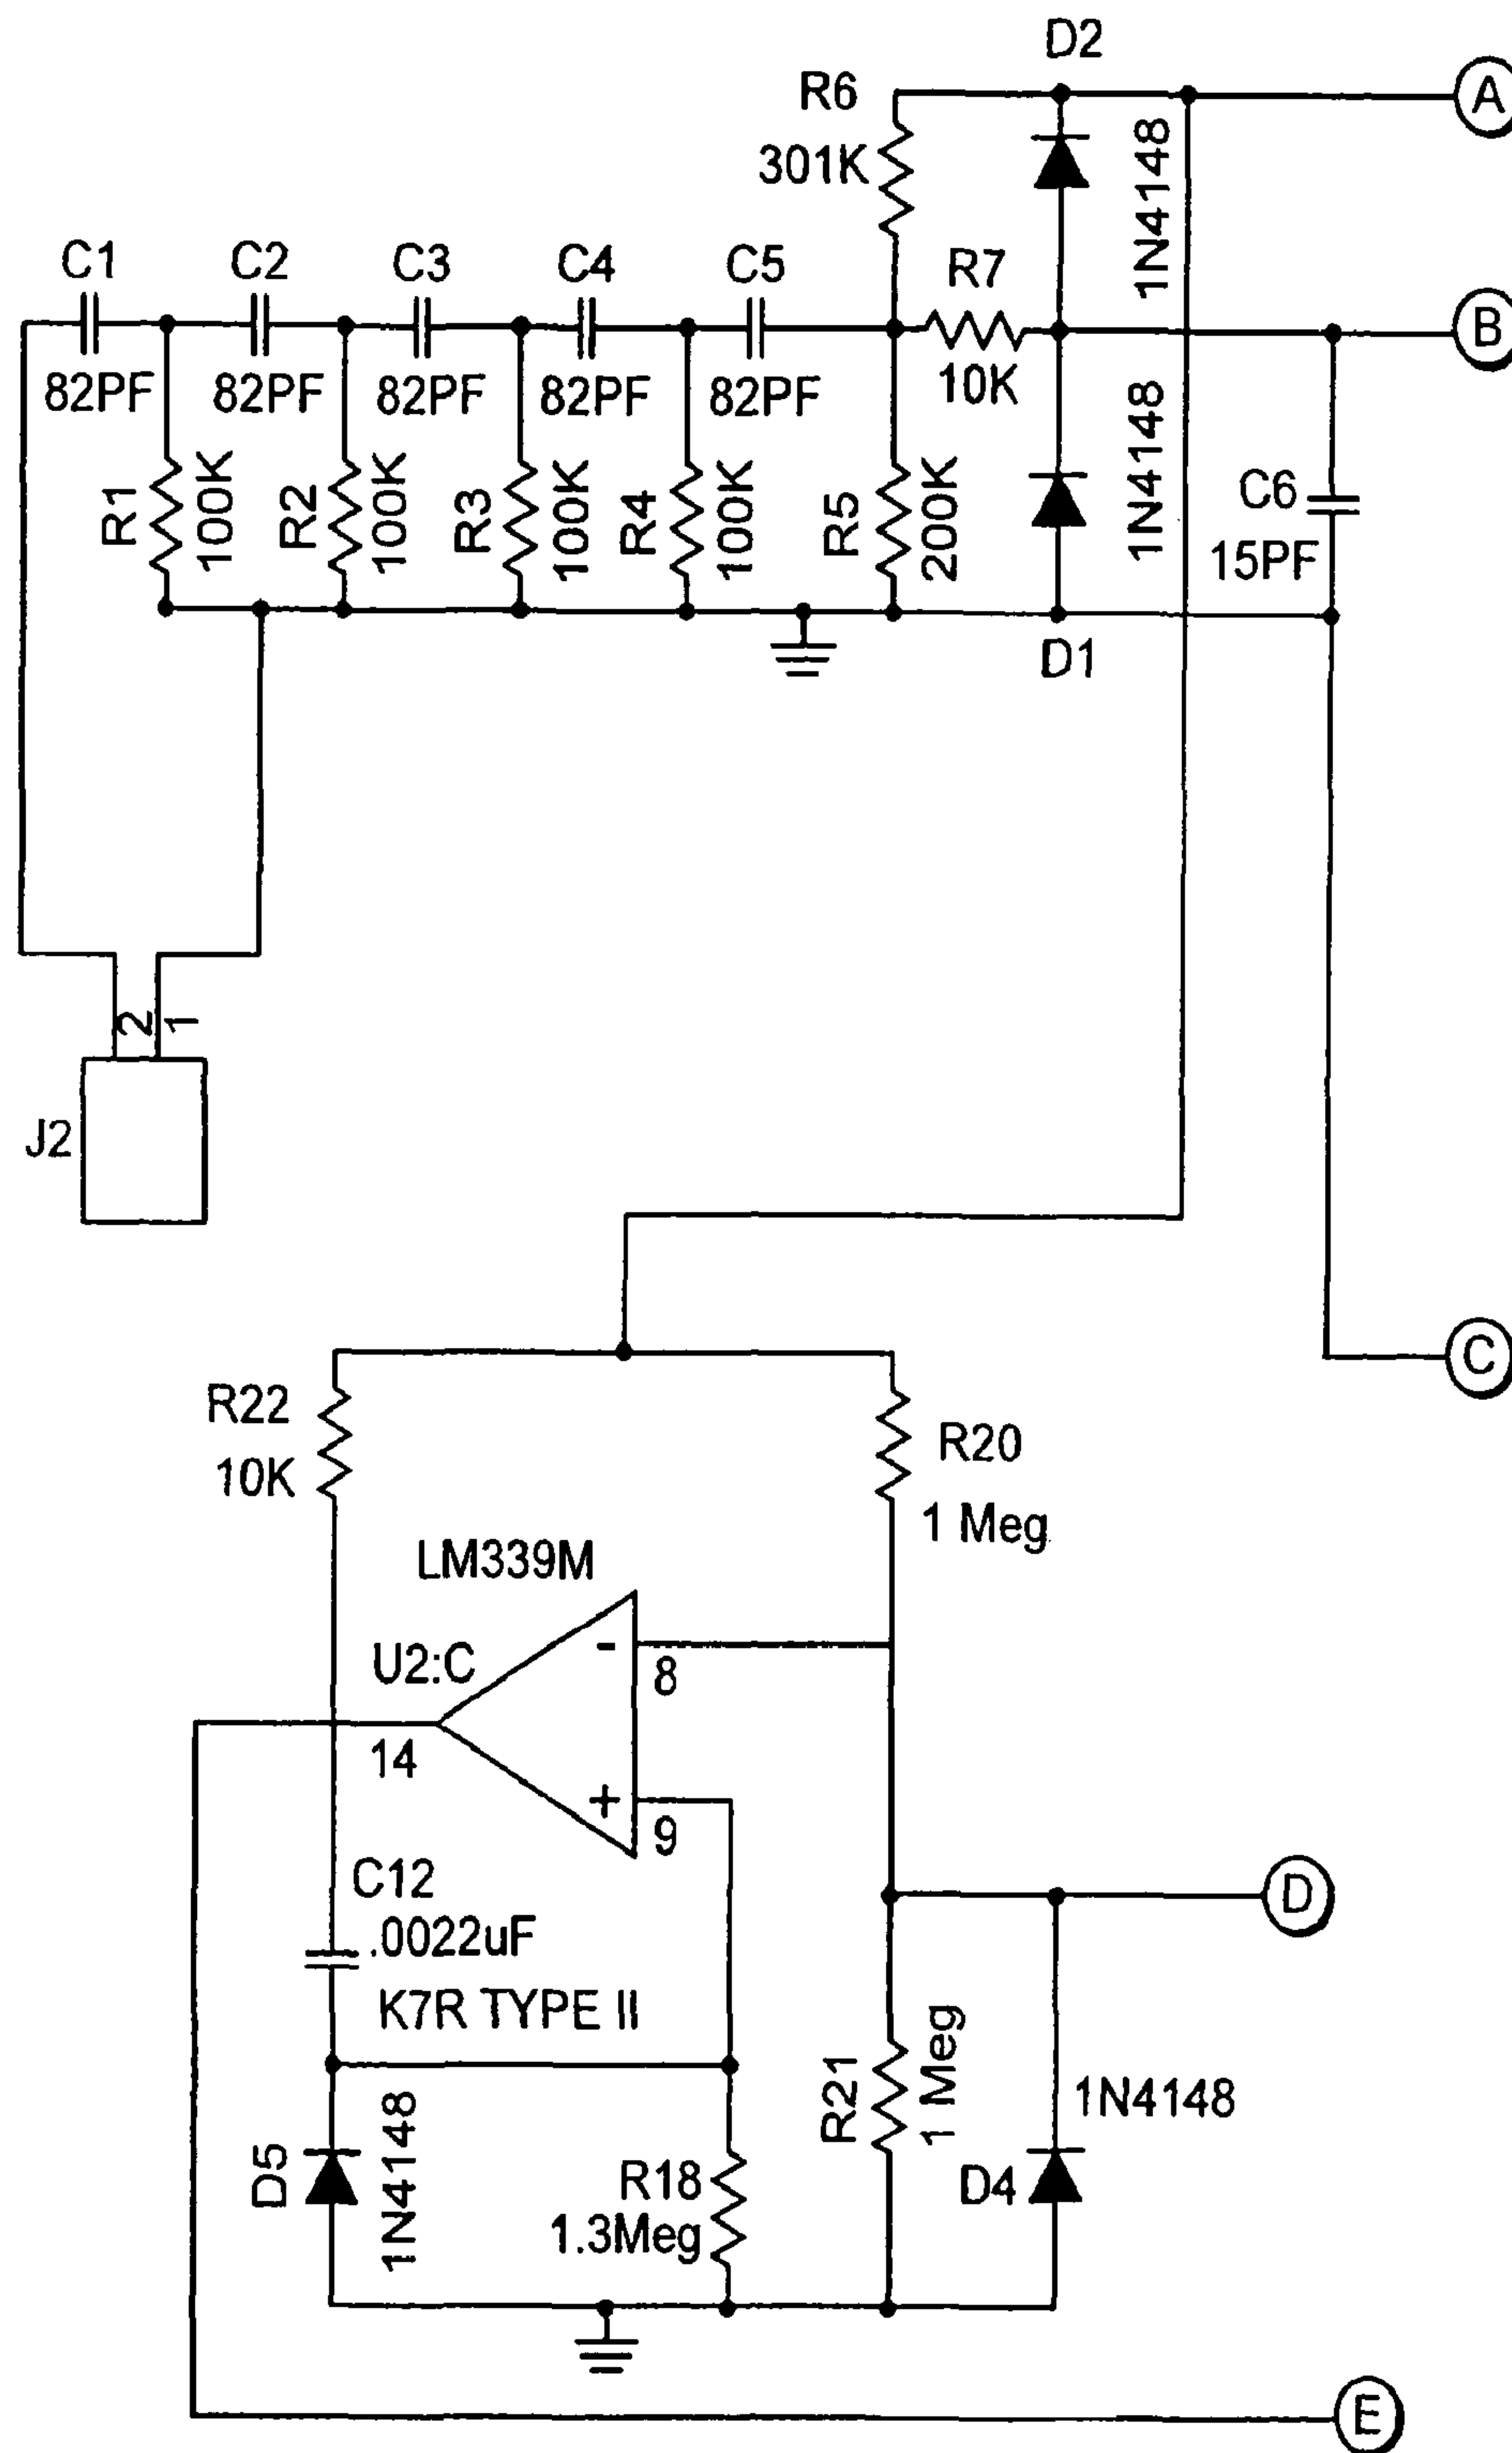 D2
R6
301K
1N4148
A
C1
C2
C3
C4
C5
R7
B
82PF
82PF
82PF
82PF
82PF
10K
R1
100K
R2
100K
R3
100K
R4
100K
R5
200K
1N4148
C6
15PF
D1
2
1
J2
C
R22
10K
R20
1 Meg
LM339M
U2:C
-
8
14
+
9
C12
.0022uF
K7R TYPE II
D
R21
1 Meg
1N4148
D5
1N4148
R18
1.3Meg
D4
E